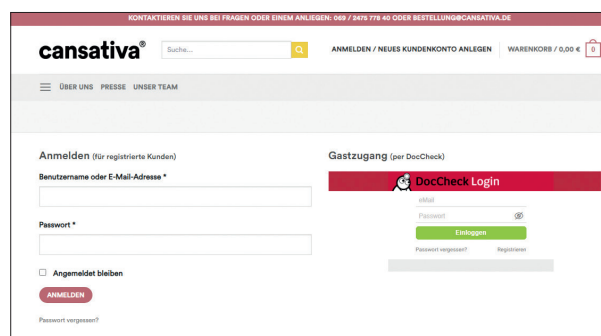 KONTAKTIEREN SIE UNS BEI FRAGEN ODER EINEM ANLIEGEN: 069 / 2475 778 40 ODER BESTELLUNG@CANSATIVA.DE
cansativa®
Suche...
ANMELDEN / NEUES KUNDENKONTO ANLEGEN
WARENKORB / 0,00 €
0
ÜBER UNS PRESSE UNSER TEAM
Anmelden (für registrierte Kunden)
Benutzername oder E-Mail-Adresse *
Passwort *
Angemeldet bleiben
ANMELDEN
Passwort vergessen?
Gastzugang (per DocCheck)
DocCheck Login
eMail
Passwort
Einloggen
Passwort vergessen? Registrieren